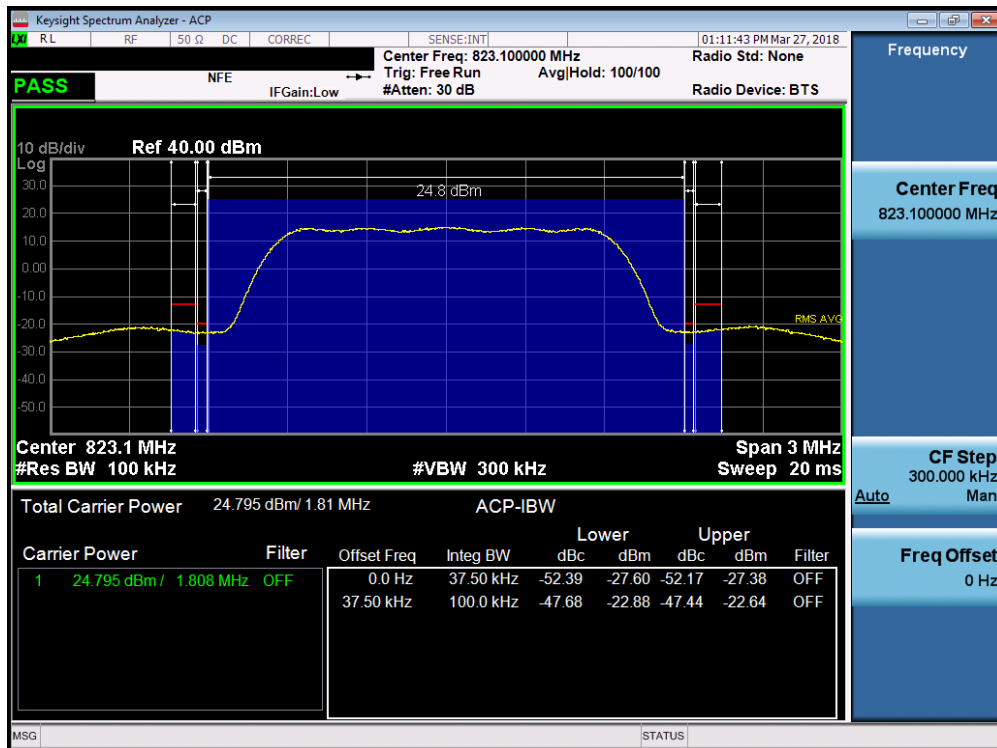 Keysight Spectrum Analyzer - ACP
LXI RL RF 50 Ω DC CORREC SENSE:INT 01:11:43 PM Mar 27, 2018
Center Freq: 823.100000 MHz Radio Std: None
PASS NFE Trig: Free Run Avg|Hold: 100/100
IFGain:Low #Atten: 30 dB Radio Device: BTS
10 dB/div Ref 40.00 dBm
Log
30.0
24.8 dBm
20.0
10.0
0.00
-10.0
-20.0
RMS AVG
-30.0
-40.0
-50.0
Center 823.1 MHz Span 3 MHz
#Res BW 100 kHz #VBW 300 kHz Sweep 20 ms
Total Carrier Power 24.795 dBm/ 1.81 MHz ACP-IBW
Lower Upper
Carrier Power Filter Offset Freq Integ BW dBc dBm dBc dBm Filter
1 24.795 dBm / 1.808 MHz OFF 0.0 Hz 37.50 kHz -52.39 -27.60 -52.17 -27.38 OFF
37.50 kHz 100.0 kHz -47.68 -22.88 -47.44 -22.64 OFF
MSG STATUS
Frequency
Center Freq
823.100000 MHz
CF Step
300.000 kHz
Auto Man
Freq Offset
0 Hz